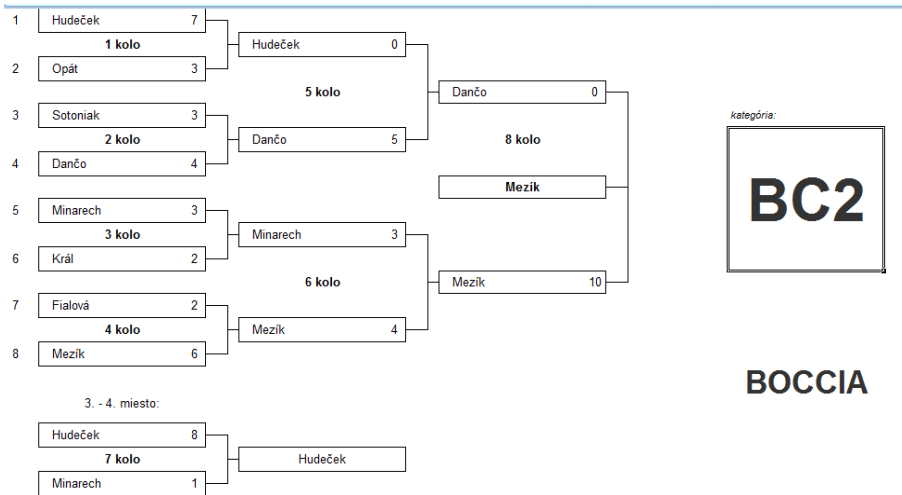 1 Hudeček 7
1 kolo
2 Opát 3
Hudeček 0
5 kolo
3 Sotoniak 3
2 kolo
4 Dančo 4
Dančo 5
Dančo 0
8 kolo
Mezík
5 Minarech 3
3 kolo
6 Král 2
Minarech 3
6 kolo
7 Fialová 2
4 kolo
8 Mezík 6
Mezík 4
Mezík 10
3. - 4. miesto:
Hudeček 8
7 kolo
Minarech 1
Hudeček
kategória:
BC2
BOCCIA